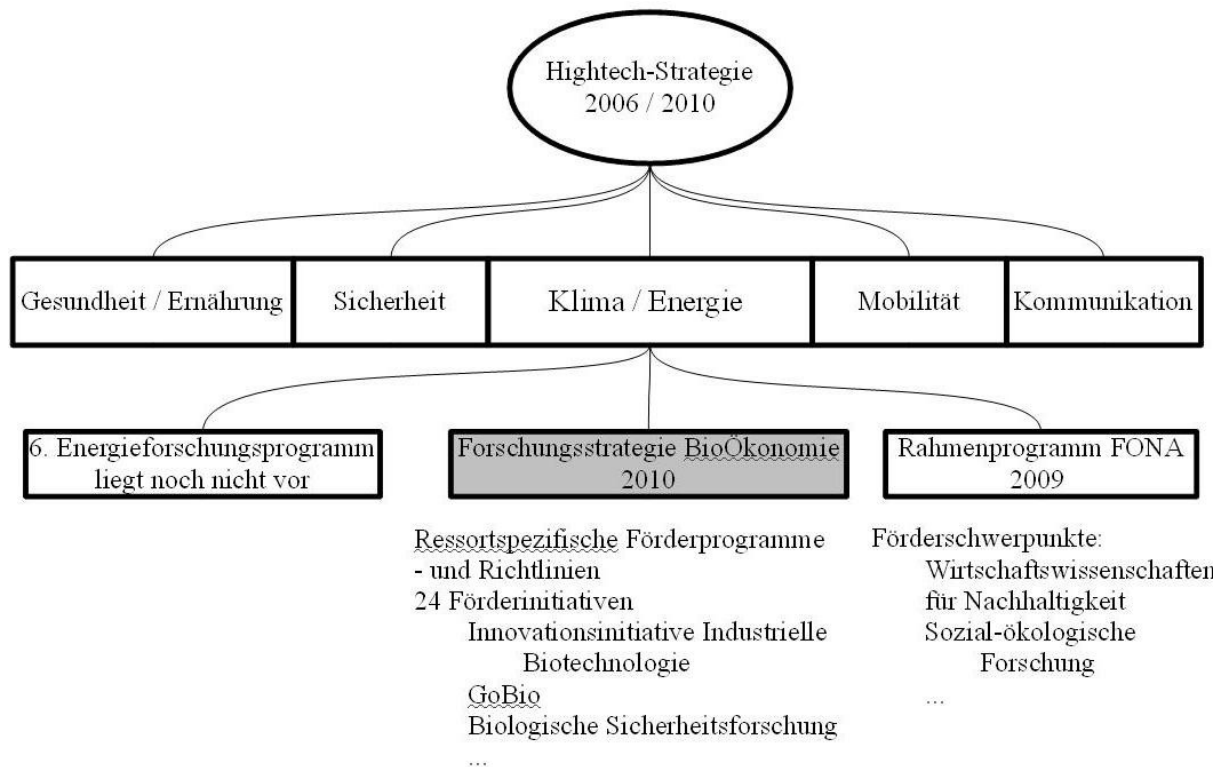 Hightech-Strategie
2006 / 2010
Gesundheit / Ernährung
Sicherheit
Klima / Energie
Mobilität
Kommunikation
6. Energieforschungsprogramm
liegt noch nicht vor
Forschungsstrategie BioÖkonomie
2010
Rahmenprogramm FONA
2009
Ressortspezifische Förderprogramme
- und Richtlinien
24 Förderinitiativen
Innovationsinitiative Industrielle
Biotechnologie
GoBio
Biologische Sicherheitsforschung
...
Förderschwerpunkte:
Wirtschaftswissenschaften
für Nachhaltigkeit
Sozial-ökologische
Forschung
...